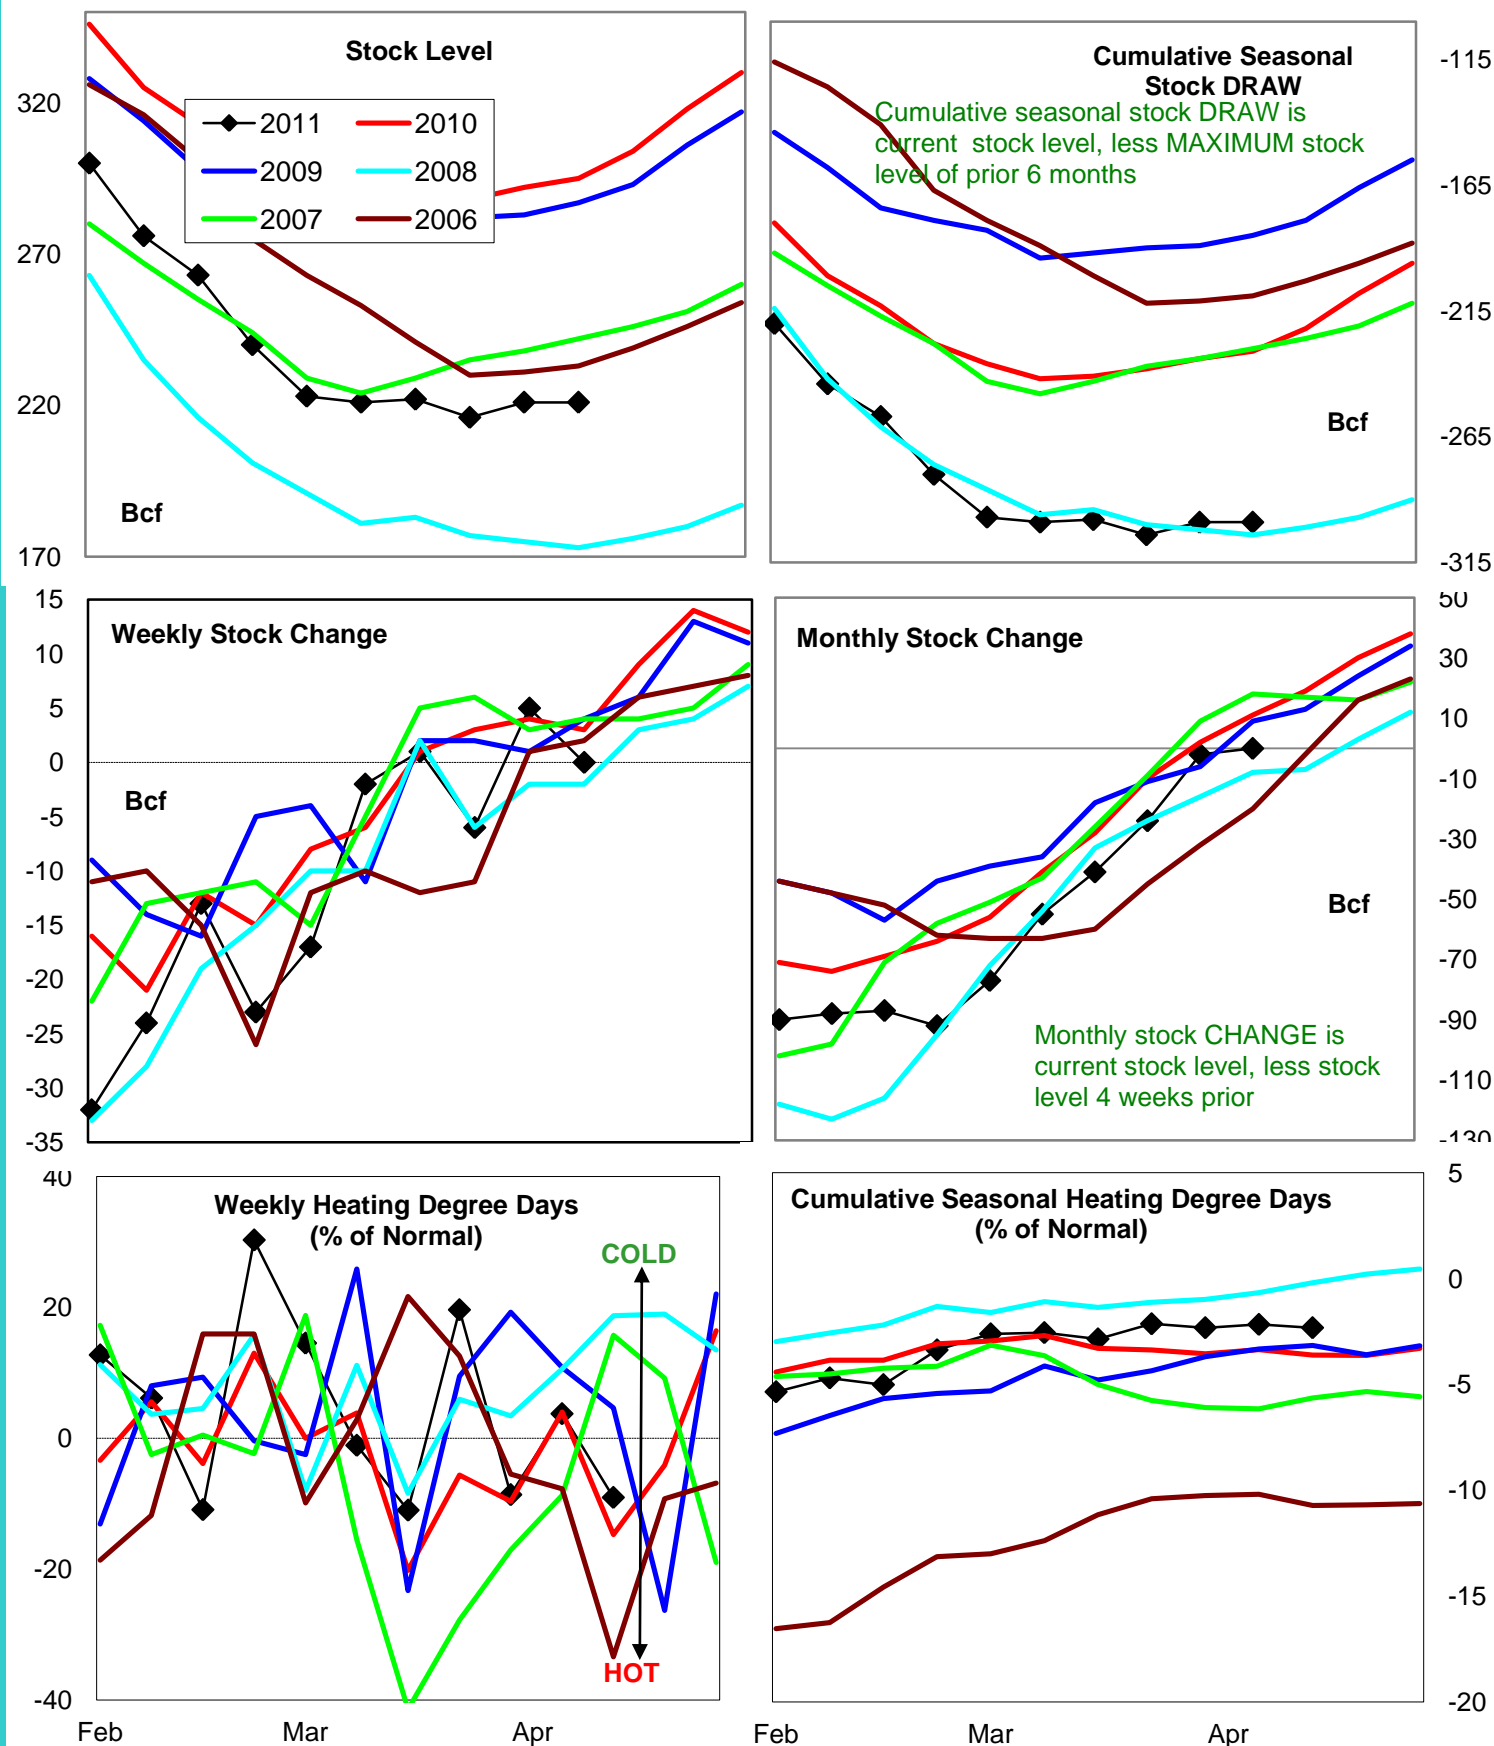 Stock Level
320
270
220
170
2011
2010
2009
2008
2007
2006
Bcf
Cumulative Seasonal
Stock DRAW
Cumulative seasonal stock DRAW is
current stock level, less MAXIMUM stock
level of prior 6 months
Bcf
-115
-165
-215
-265
-315
Weekly Stock Change
15
10
5
0
-5
-10
-15
-20
-25
-30
-35
Bcf
Monthly Stock Change
50
30
10
-10
-30
-50
-70
-90
-110
-130
Bcf
Monthly stock CHANGE is
current stock level, less stock
level 4 weeks prior
Weekly Heating Degree Days
(% of Normal)
40
20
0
-20
-40
COLD
HOT
Feb Mar Apr
Cumulative Seasonal Heating Degree Days
(% of Normal)
5
0
-5
-10
-15
-20
Feb Mar Apr